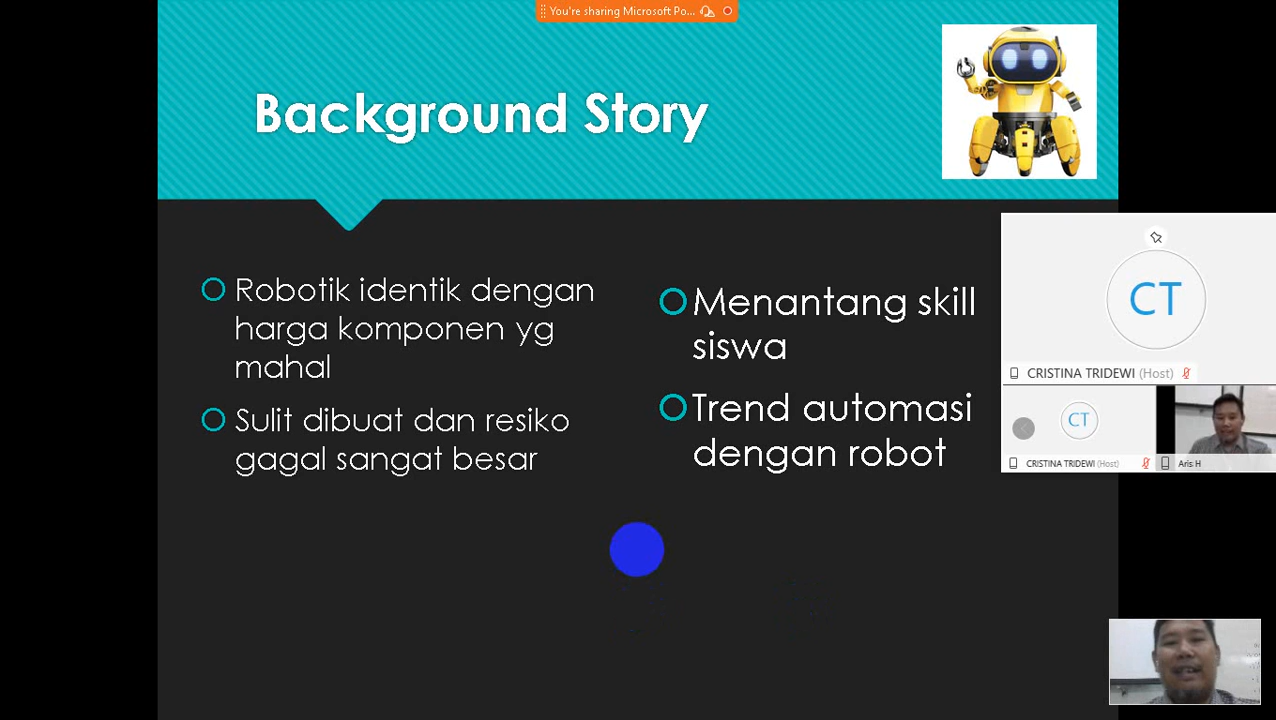 You're sharing Microsoft Po...
Background Story
Robotik identik dengan
harga komponen yg
mahal
Sulit dibuat dan resiko
gagal sangat besar
Menantang skill
siswa
Trend automasi
dengan robot
CT
CRISTINA TRIDEWI (Host)
CT
CRISTINA TRIDEWI (Host)
Aris H